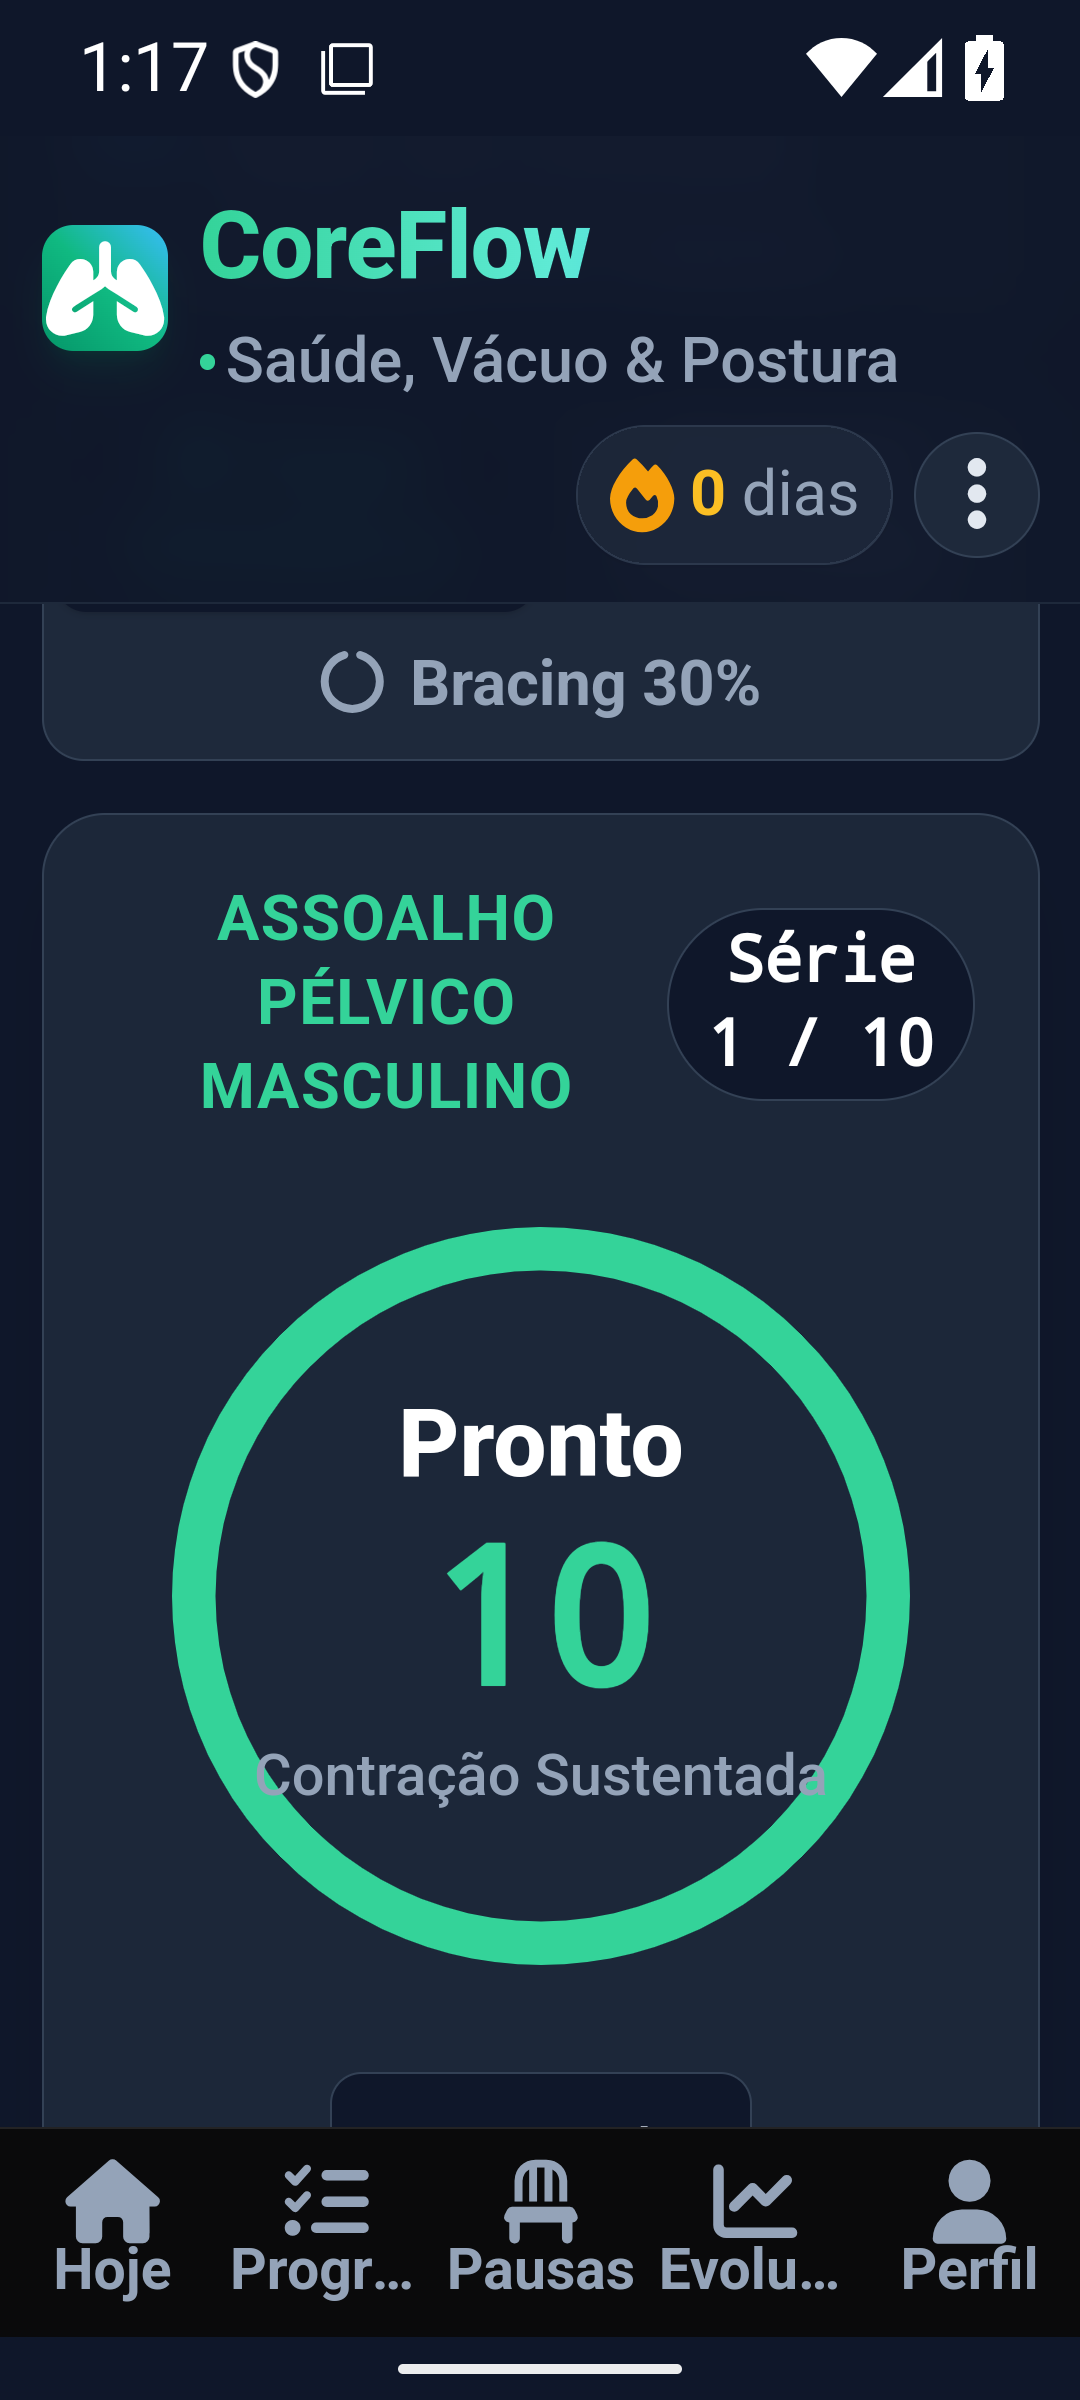 1:17
CoreFlow
Saúde, Vácuo & Postura
0 dias
Bracing 30%
ASSOALHO
PÉLVICO
MASCULINO
Série
1 / 10
Pronto
10
Contração Sustentada
Hoje
Progr...
Pausas
Evolu...
Perfil